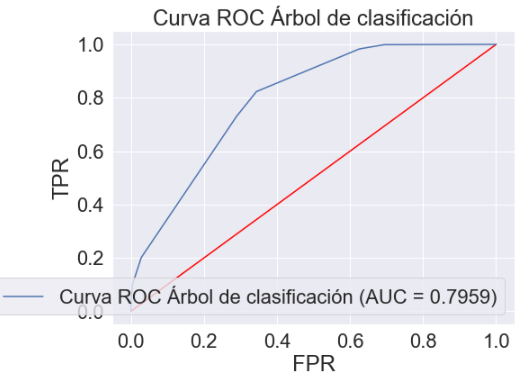 Curva ROC Árbol de clasificación
1.0
0.8
0.6
0.4
0.2
0.0
TPR
Curva ROC Árbol de clasificación (AUC = 0.7959)
0.0 0.2 0.4 0.6 0.8 1.0
FPR